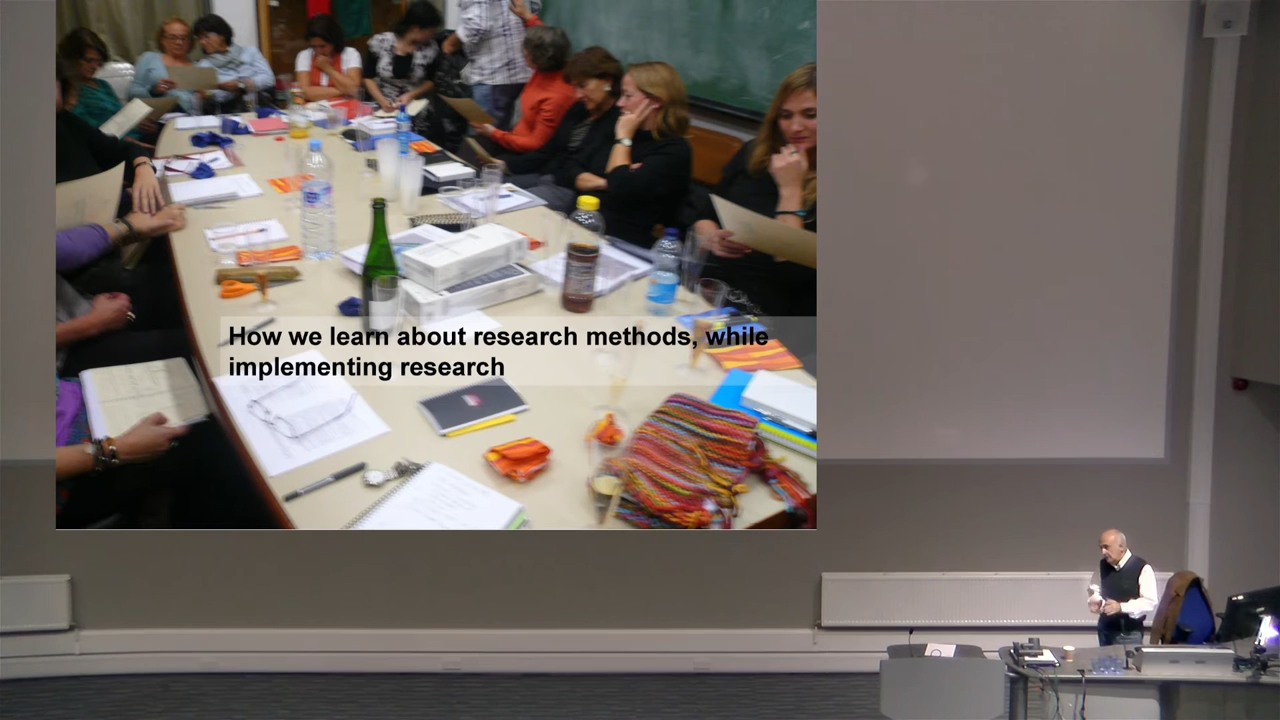 How we learn about research methods, while
implementing research